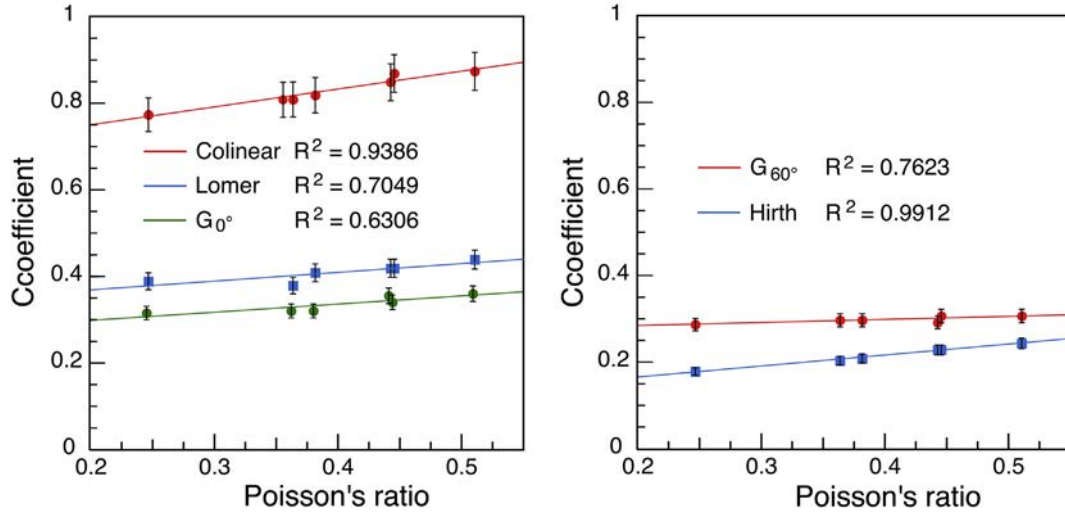 1
0.8
0.6
0.4
0.2
0
Ccoefficient
Colinear R² = 0.9386
Lomer R² = 0.7049
G₀° R² = 0.6306
0.2 0.3 0.4 0.5
Poisson's ratio
1
0.8
0.6
0.4
0.2
0
Ccoefficient
G₆₀° R² = 0.7623
Hirth R² = 0.9912
0.2 0.3 0.4 0.5
Poisson's ratio